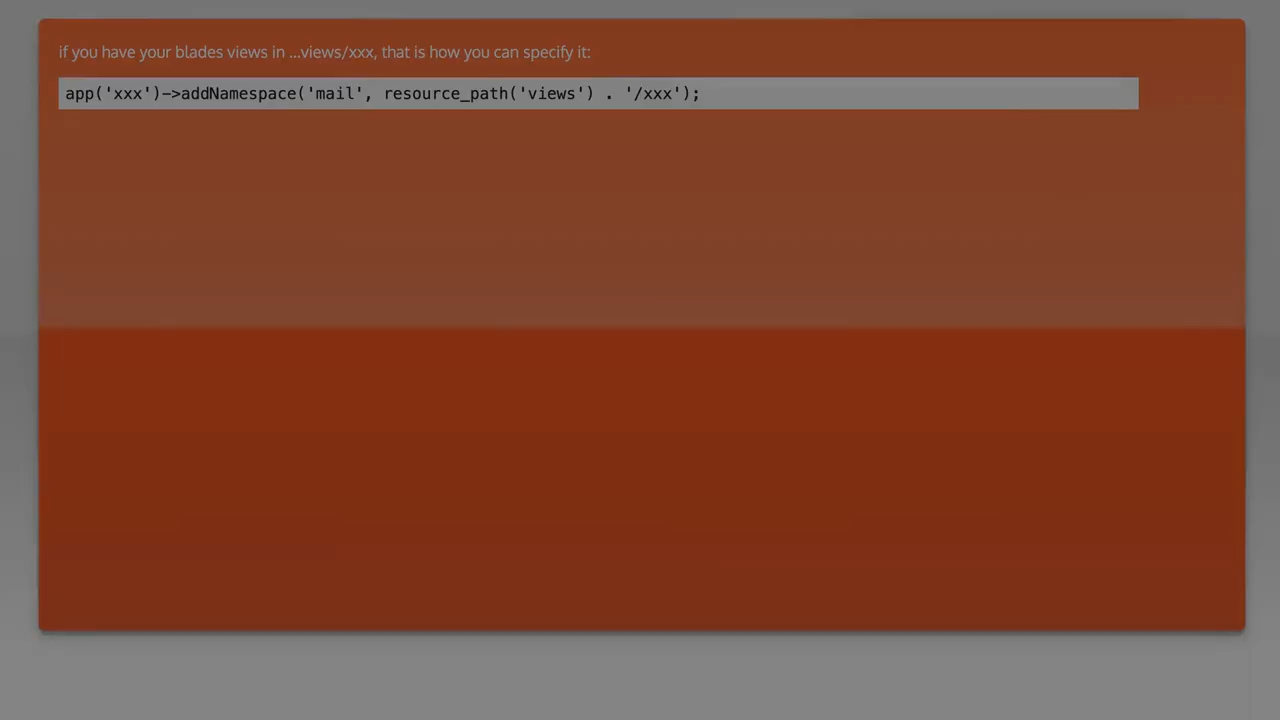 if you have your blades views in ...views/xxx, that is how you can specify it:
app('xxx')->addNamespace('mail', resource_path('views') . '/xxx');